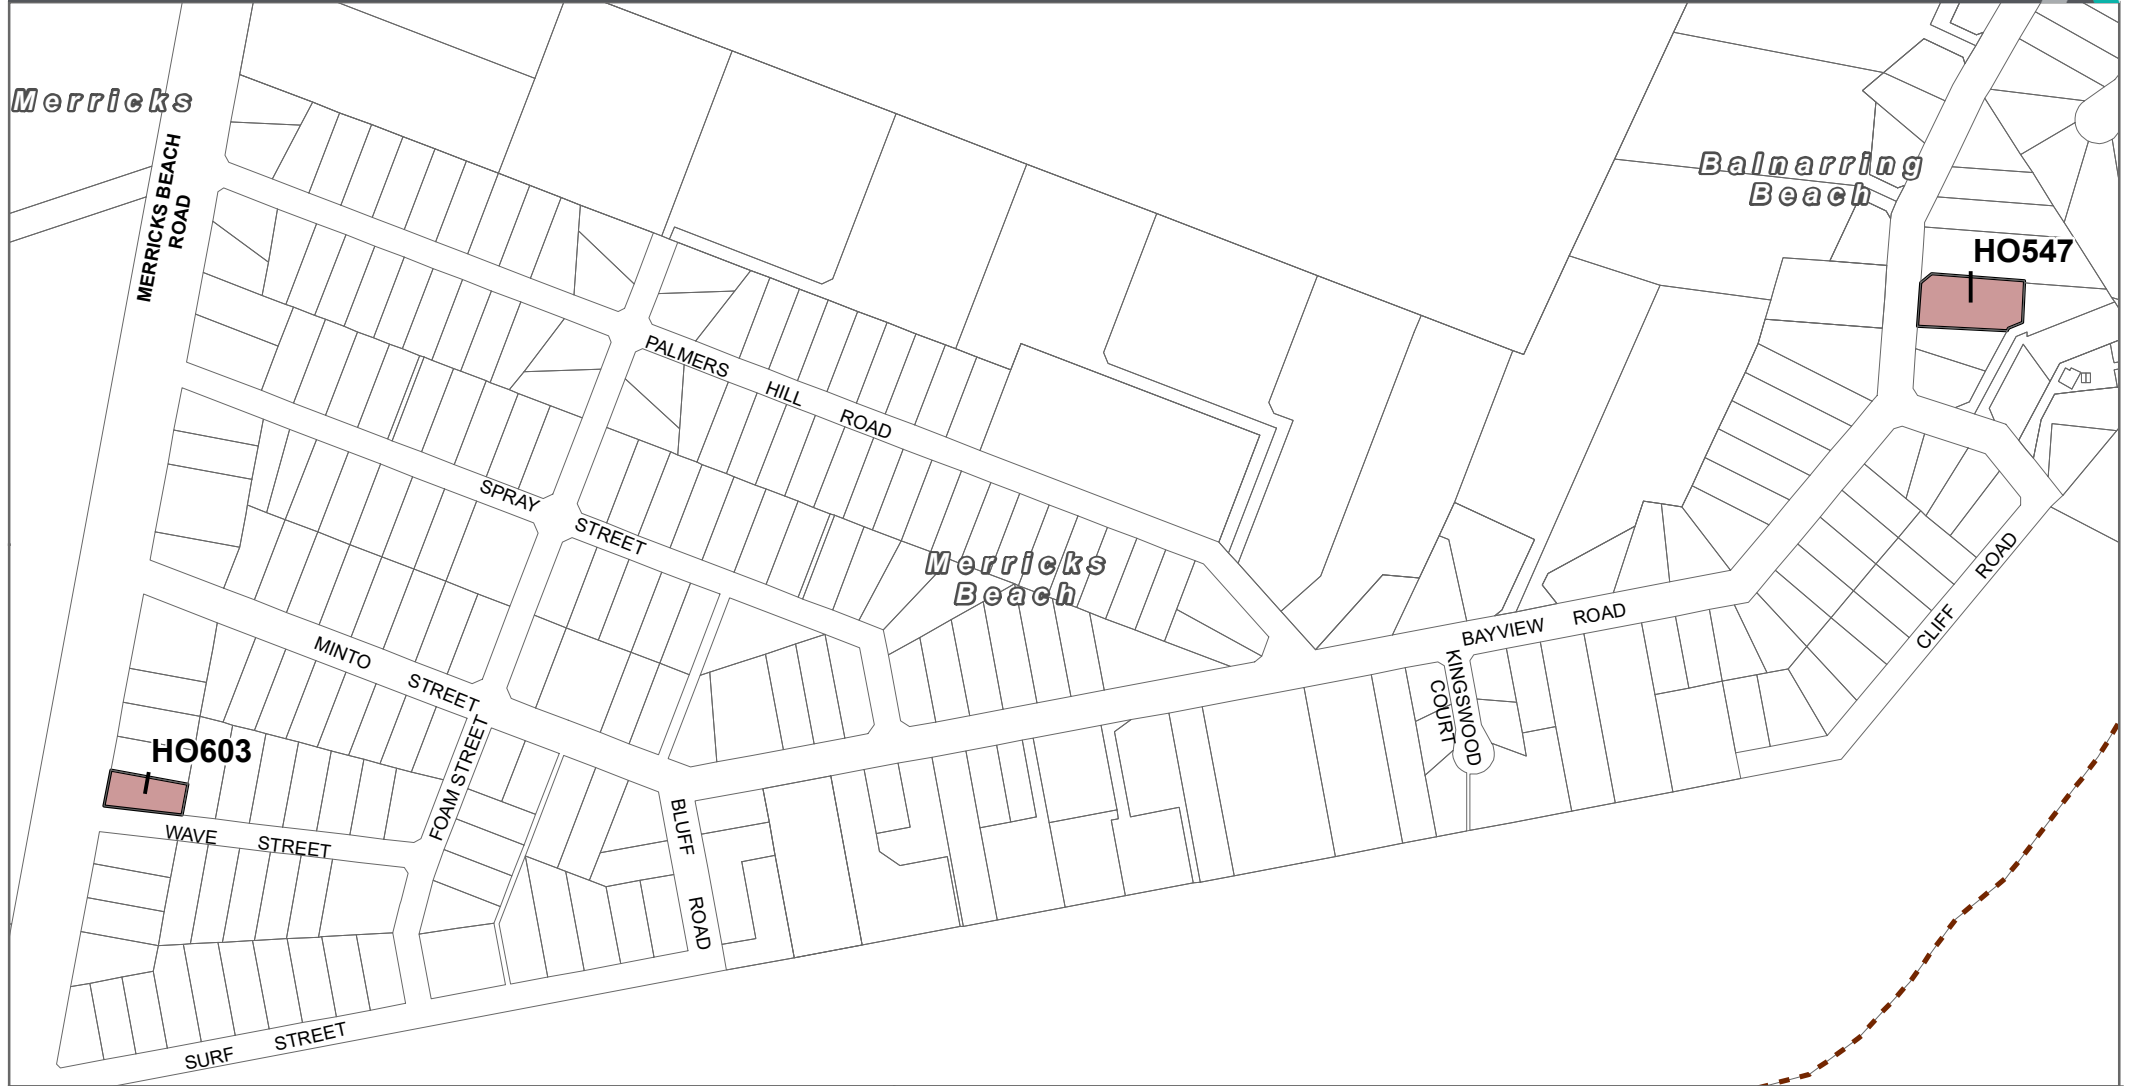 Merricks
MERRICKS BEACH
ROAD
Balnarring
Beach
HO547
PALMERS HILL ROAD
SPRAY STREET
Merricks
Beach
MINTO STREET
BAYVIEW ROAD
KINGSWOOD
COURT
CLIFF ROAD
FOAM STREET
HO603
WAVE STREET
BLUFF ROAD
SURF STREET